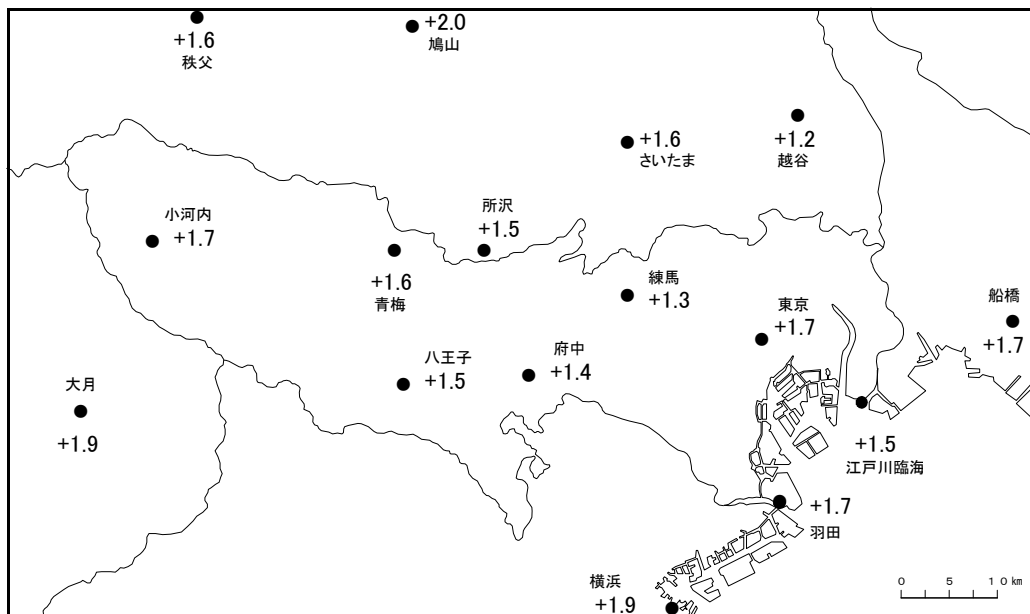 +1.6
秩父
+2.0
鳩山
+1.6
さいたま
+1.2
越谷
小河内
+1.7
所沢
+1.5
+1.6
青梅
練馬
+1.3
東京
+1.7
船橋
+1.7
大月
+1.9
八王子
+1.5
府中
+1.4
+1.5
江戸川臨海
+1.7
羽田
横浜
+1.9
0 5 10km